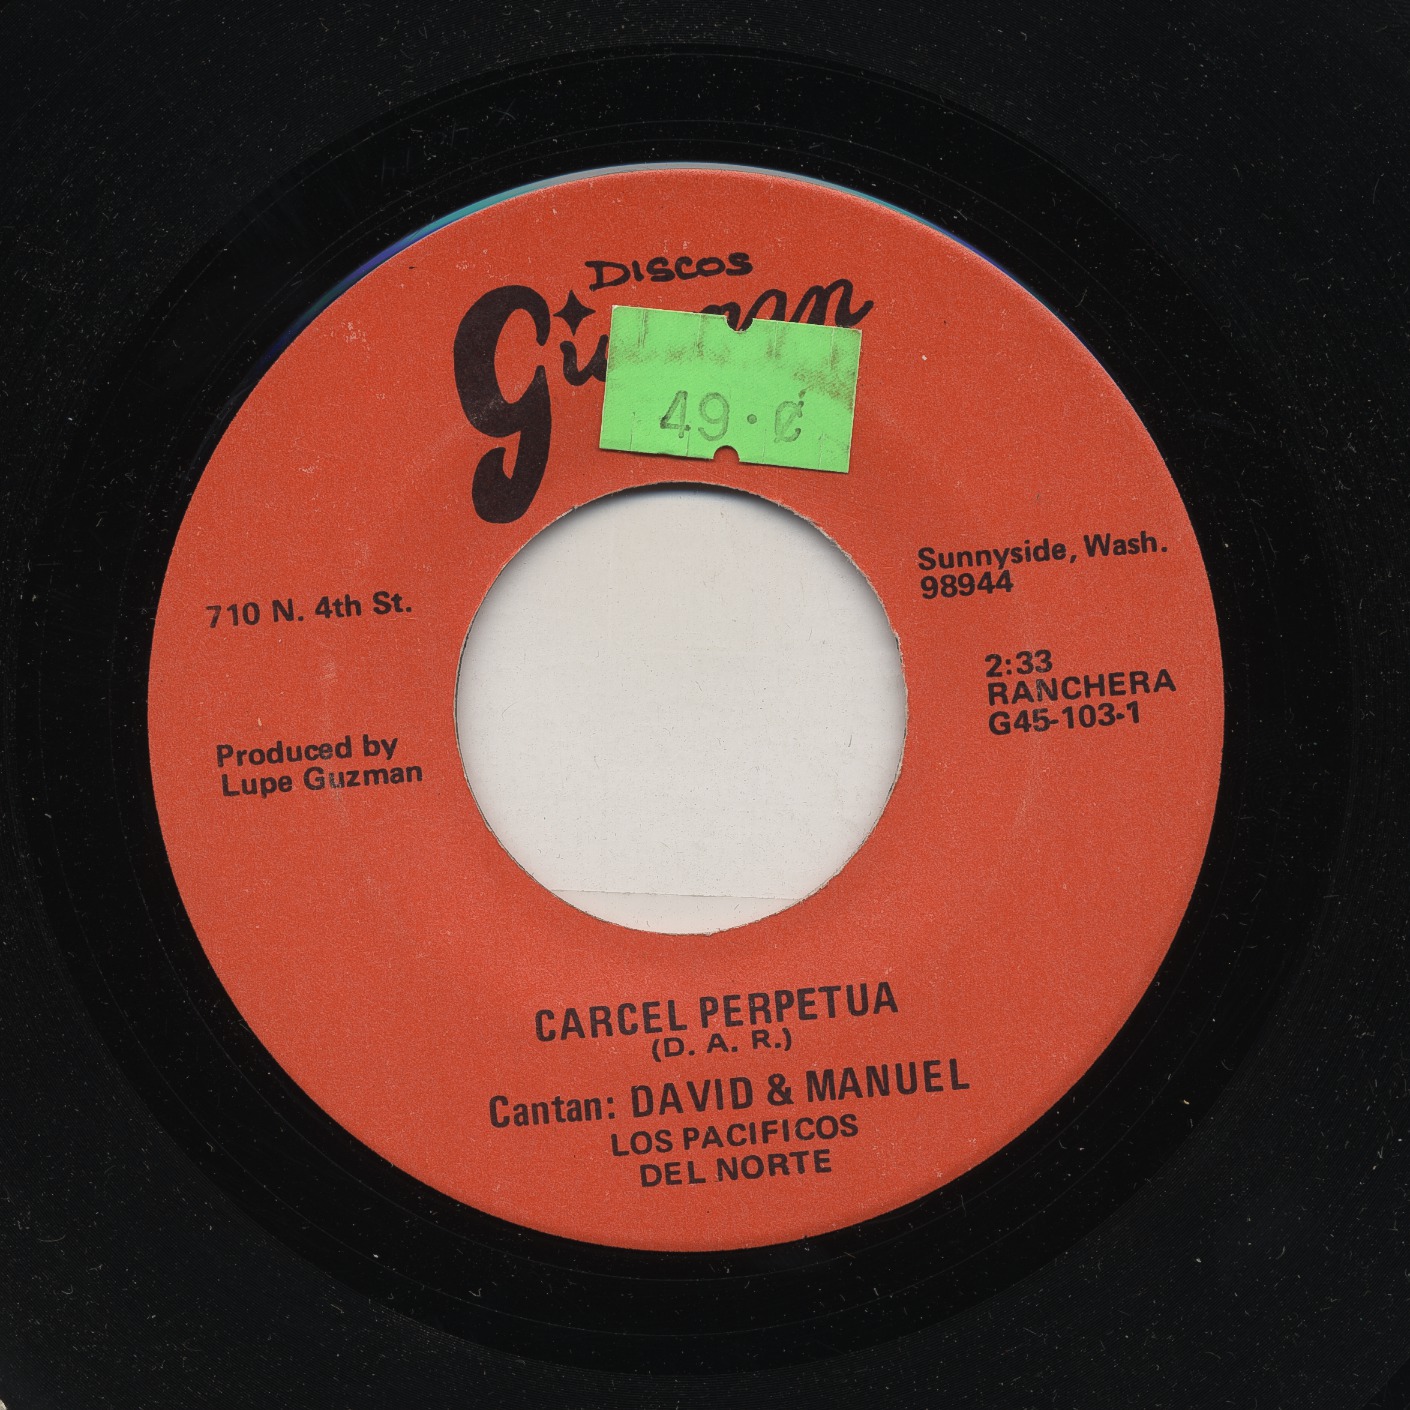 DISCOS
49.¢
Sunnyside, Wash.
98944
710 N. 4th St.
2:33
RANCHERA
G45-103-1
Produced by
Lupe Guzman
CARCEL PERPETUA
(D. A. R.)
Cantan: DAVID & MANUEL
LOS PACIFICOS
DEL NORTE